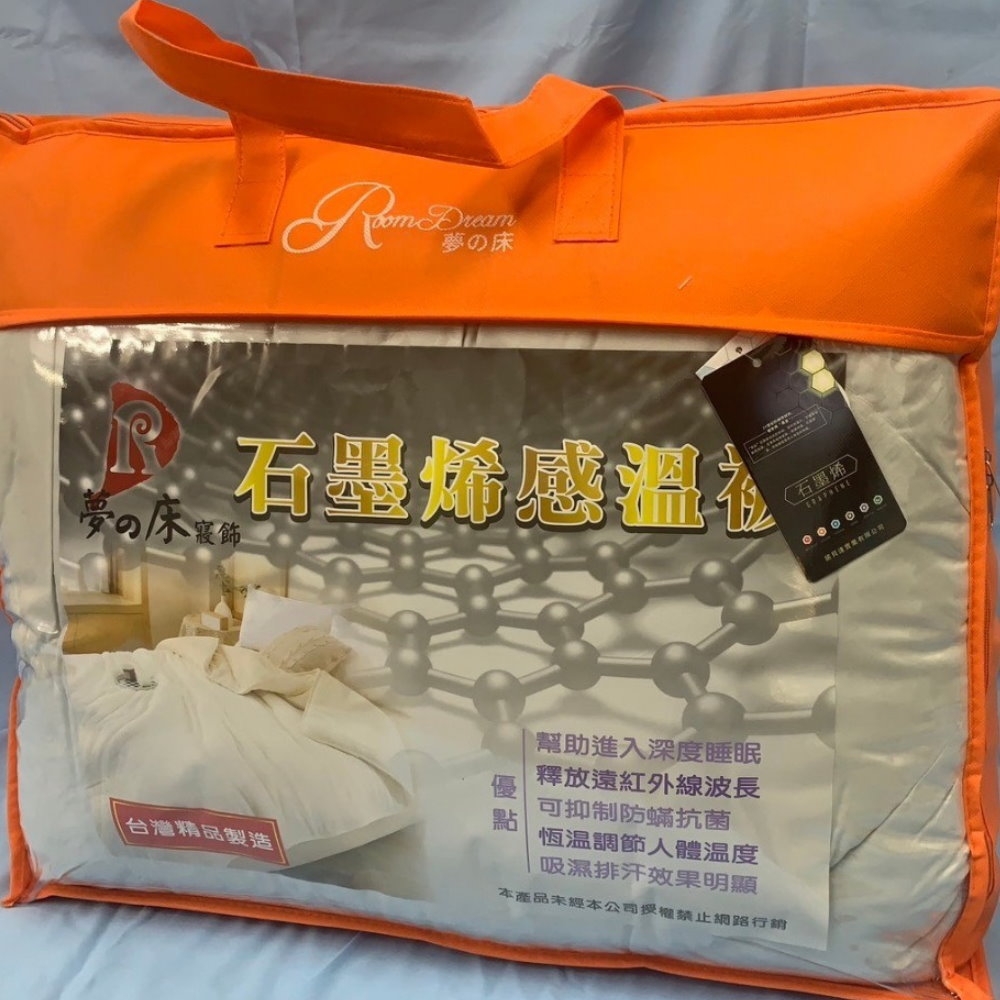 RoomDream
夢の床
夢の床寢飾
石墨烯感溫被
石墨烯
GRAPHENE
優點
幫助進入深度睡眠
釋放遠紅外線波長
可抑制防蟎抗菌
恆溫調節人體溫度
吸濕排汗效果明顯
台灣精品製造
本產品未經本公司授權禁止網路行銷